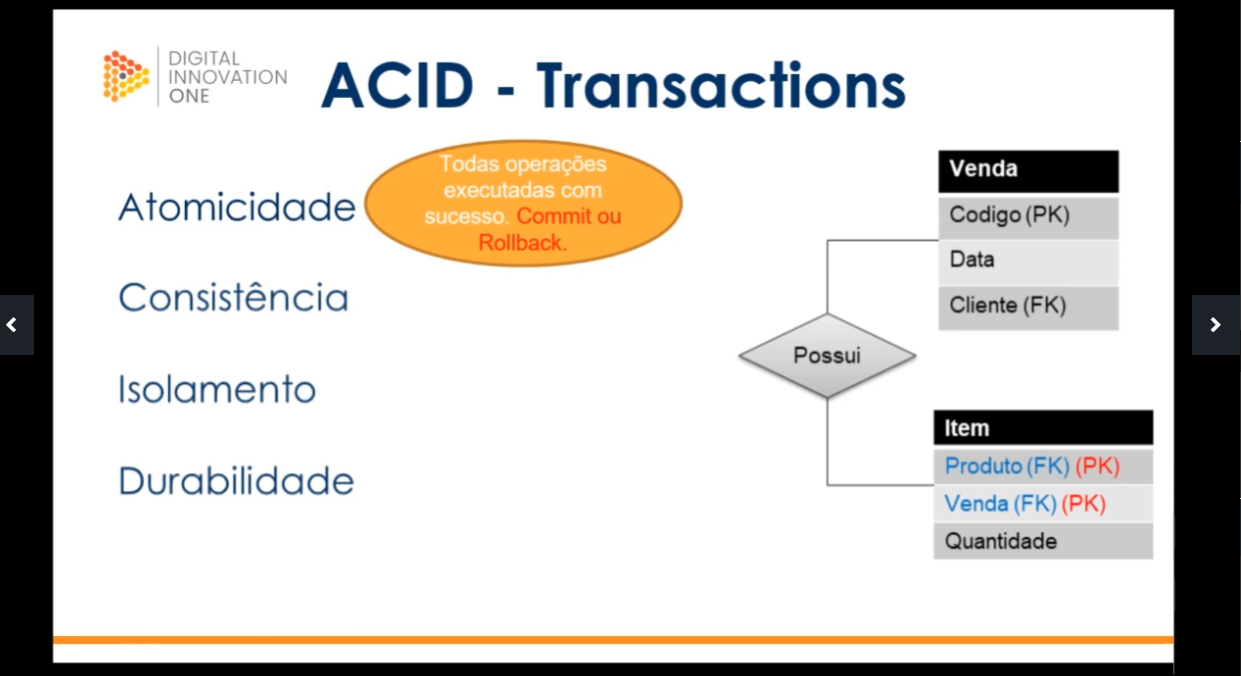 DIGITAL
INNOVATION
ONE
ACID - Transactions
Atomicidade
Todas operações
executadas com
sucesso. Commit ou
Rollback.
Consistência
Isolamento
Durabilidade
Venda
Codigo (PK)
Data
Cliente (FK)
Possui
Item
Produto (FK) (PK)
Venda (FK) (PK)
Quantidade